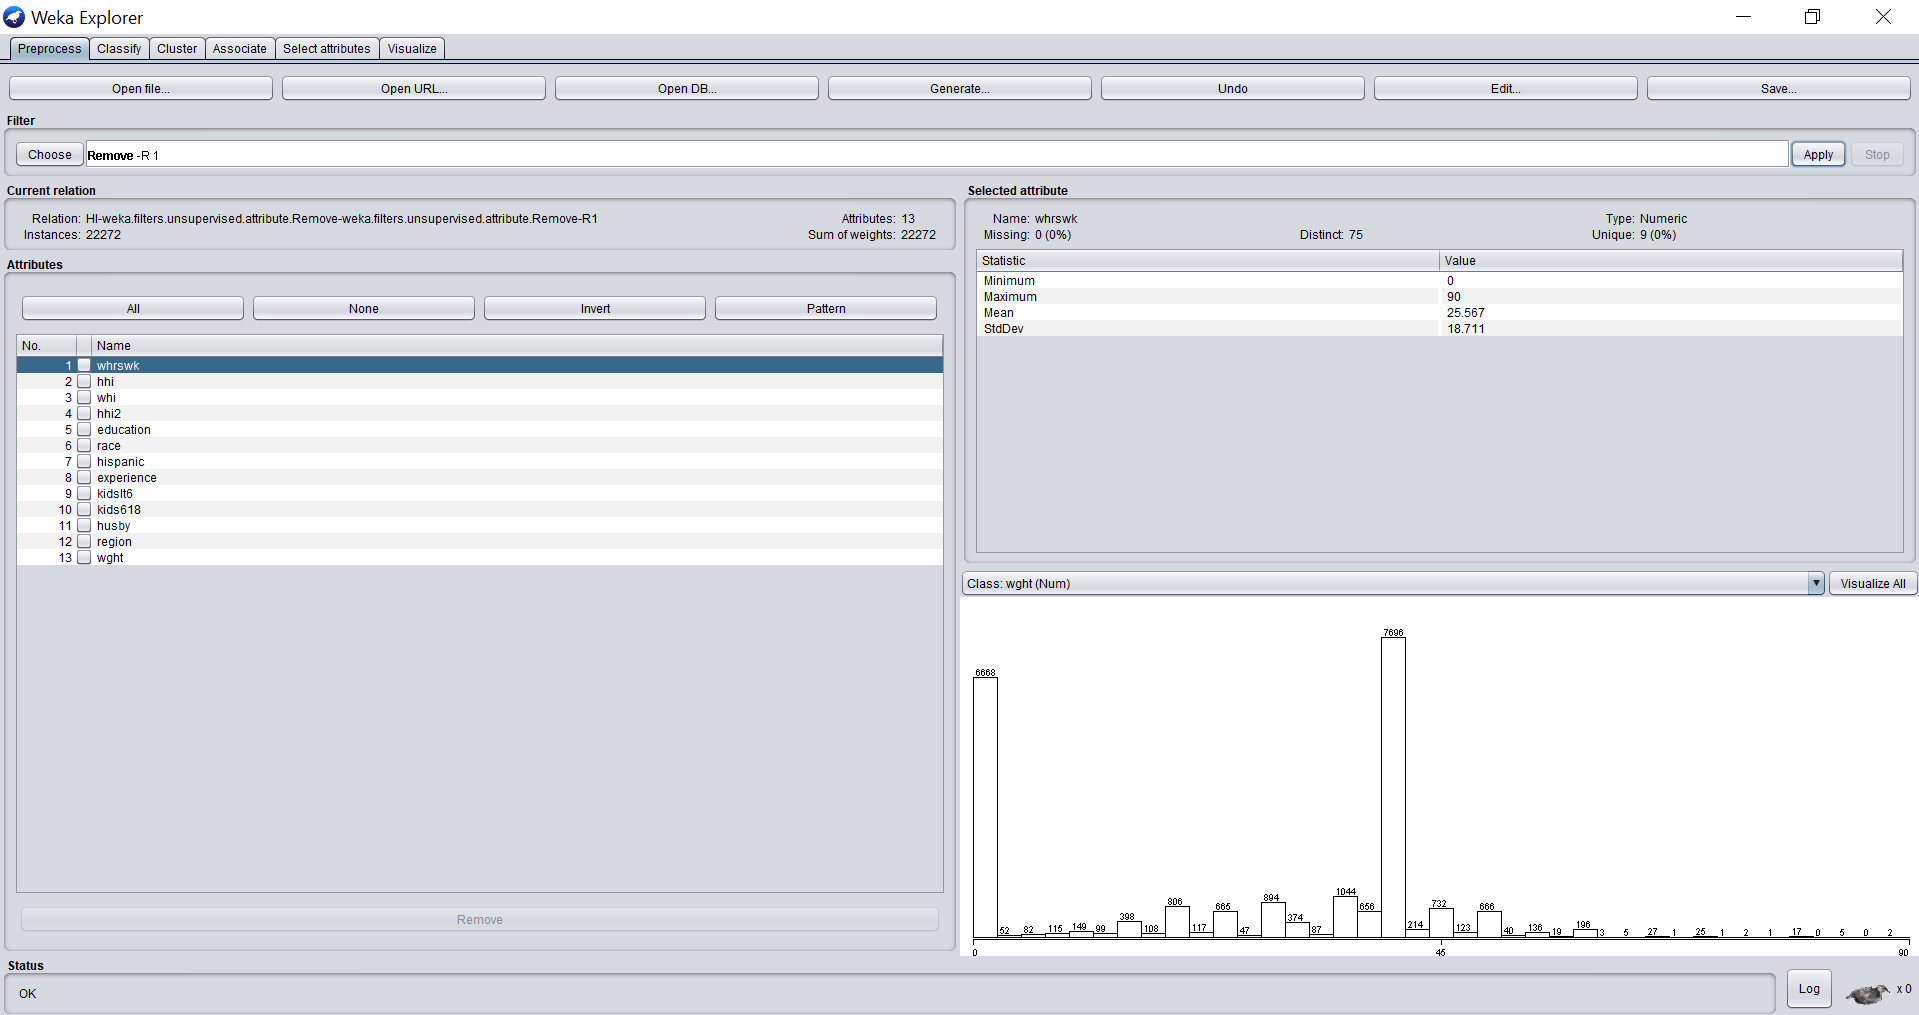 Weka Explorer
Preprocess Classify Cluster Associate Select attributes Visualize
Open file... Open URL... Open DB... Generate... Undo Edit... Save...
Filter
Choose Remove -R 1 Apply Stop
Current relation
Relation: HI-weka.filters.unsupervised.attribute.Remove-weka.filters.unsupervised.attribute.Remove-R1 Attributes: 13
Instances: 22272 Sum of weights: 22272
Attributes
All None Invert Pattern
No. Name
1 whrswk
2 hhi
3 whi
4 hhi2
5 education
6 race
7 hispanic
8 experience
9 kidslt6
10 kids618
11 husby
12 region
13 wght
Remove
Selected attribute
Name: whrswk Type: Numeric
Missing: 0 (0%) Distinct: 75 Unique: 9 (0%)
Statistic Value
Minimum 0
Maximum 90
Mean 25.567
StdDev 18.711
Class: wght (Num) Visualize All
6668 52 82 115 149 99 398 108 806 117 665 47 894 374 87 1044 656 7696 214 732 123 666 40 136 19 196 3 5 27 1 25 1 2 1 17 0 5 0 2
0 45 90
Status
OK Log x 0